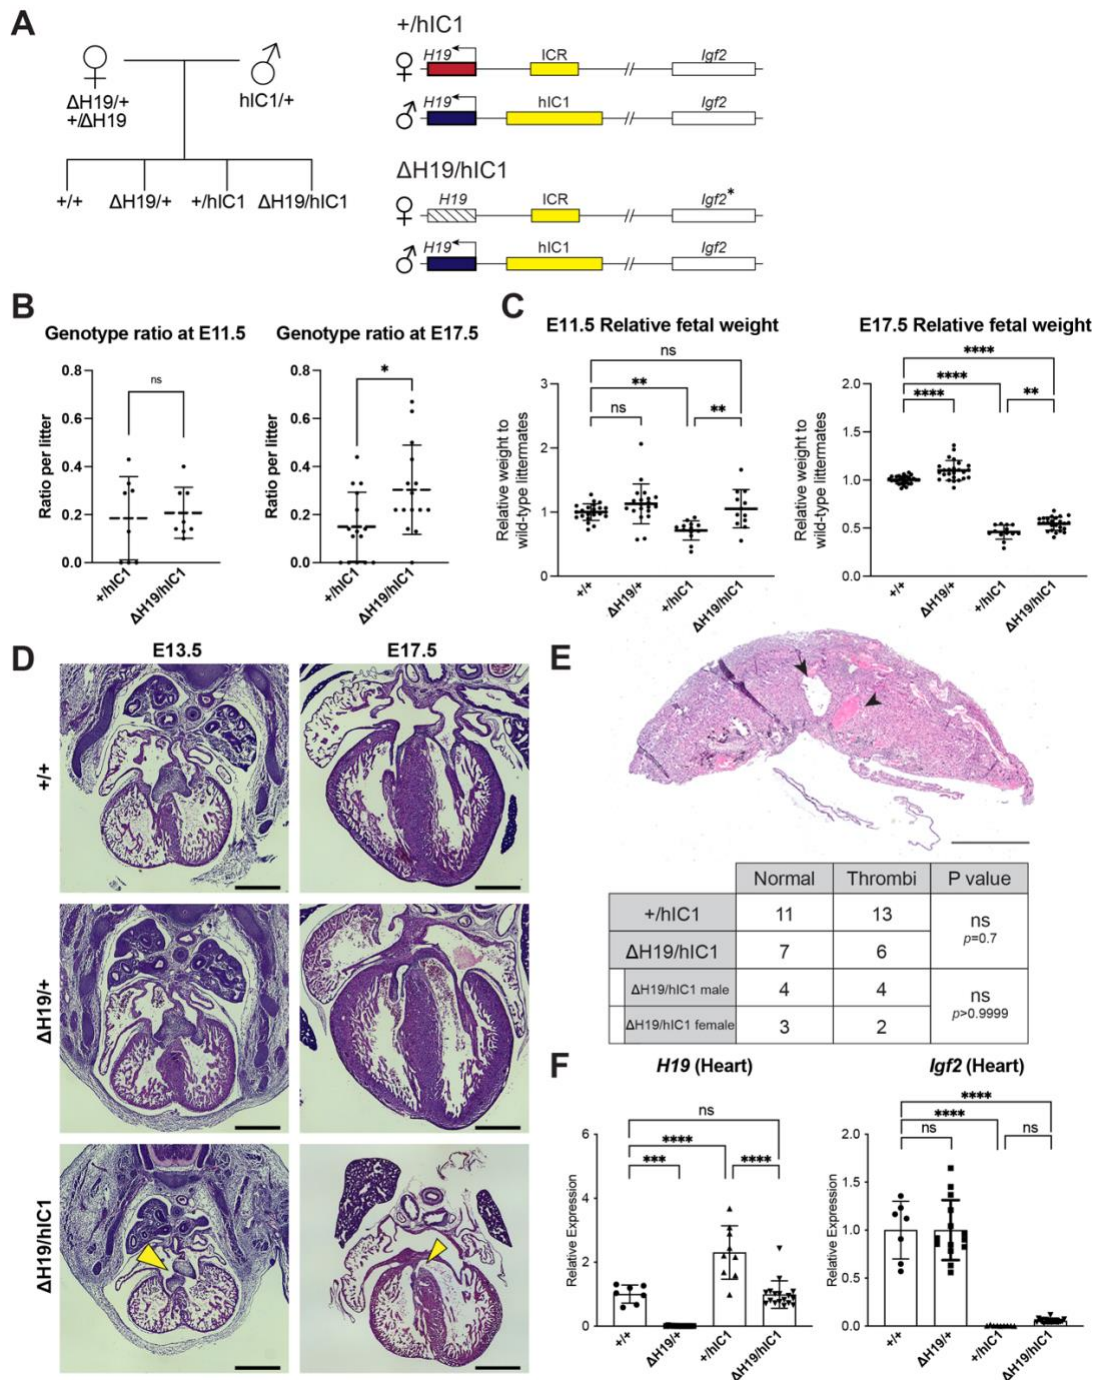 A
ΔH19/+
+/ΔH19
hIC1/+
+/+ ΔH19/+ +/hIC1 ΔH19/hIC1
+/hIC1
♀ H19 ICR // Igf2
♂ H19 hIC1 // Igf2
ΔH19/hIC1
♀ H19 ICR // Igf2*
♂ H19 hIC1 // Igf2
B
Genotype ratio at E11.5
Ratio per litter
0.8
0.6
0.4
0.2
0.0
ns
+/hIC1
ΔH19/hIC1
Genotype ratio at E17.5
Ratio per litter
0.8
0.6
0.4
0.2
0.0
*
+/hIC1
ΔH19/hIC1
C
E11.5 Relative fetal weight
Relative weight to
wild-type littermates
3
2
1
0
ns
**
ns
**
+/+
ΔH19/+
+/hIC1
ΔH19/hIC1
E17.5 Relative fetal weight
Relative weight to
wild-type littermates
2.0
1.5
1.0
0.5
0.0
****
****
****
**
+/+
ΔH19/+
+/hIC1
ΔH19/hIC1
D
E13.5 E17.5
+/+
ΔH19/+
ΔH19/hIC1
E
Normal Thrombi P value
+/hIC1 11 13
ns
p=0.7
ΔH19/hIC1 7 6
ΔH19/hIC1 male 4 4
ns
p>0.9999
ΔH19/hIC1 female 3 2
F
H19 (Heart)
Relative Expression
6
4
2
0
ns
****
***
****
+/+
ΔH19/+
+/hIC1
ΔH19/hIC1
Igf2 (Heart)
Relative Expression
2.0
1.5
1.0
0.5
0.0
****
****
ns
ns
+/+
ΔH19/+
+/hIC1
ΔH19/hIC1